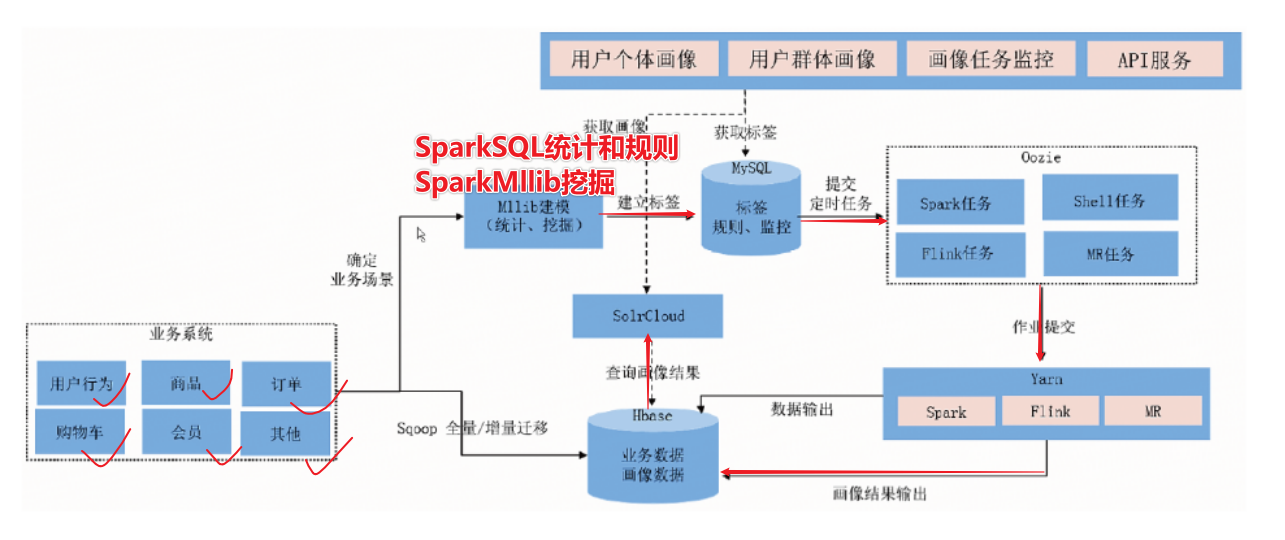 用户个体画像
用户群体画像
画像任务监控
API服务
获取画像
获取标签
SparkSQL统计和规则
SparkMllib挖掘
Mllib建模
(统计、挖掘)
建立标签
MySQL
标签
规则、监控
提交
定时任务
Oozie
Spark任务
Shell任务
Flink任务
MR任务
确定
业务场景
SolrCloud
作业提交
业务系统
用户行为
商品
订单
购物车
会员
其他
查询画像结果
Sqoop 全量/增量迁移
Hbase
业务数据
画像数据
数据输出
Yarn
Spark
Flink
MR
画像结果输出